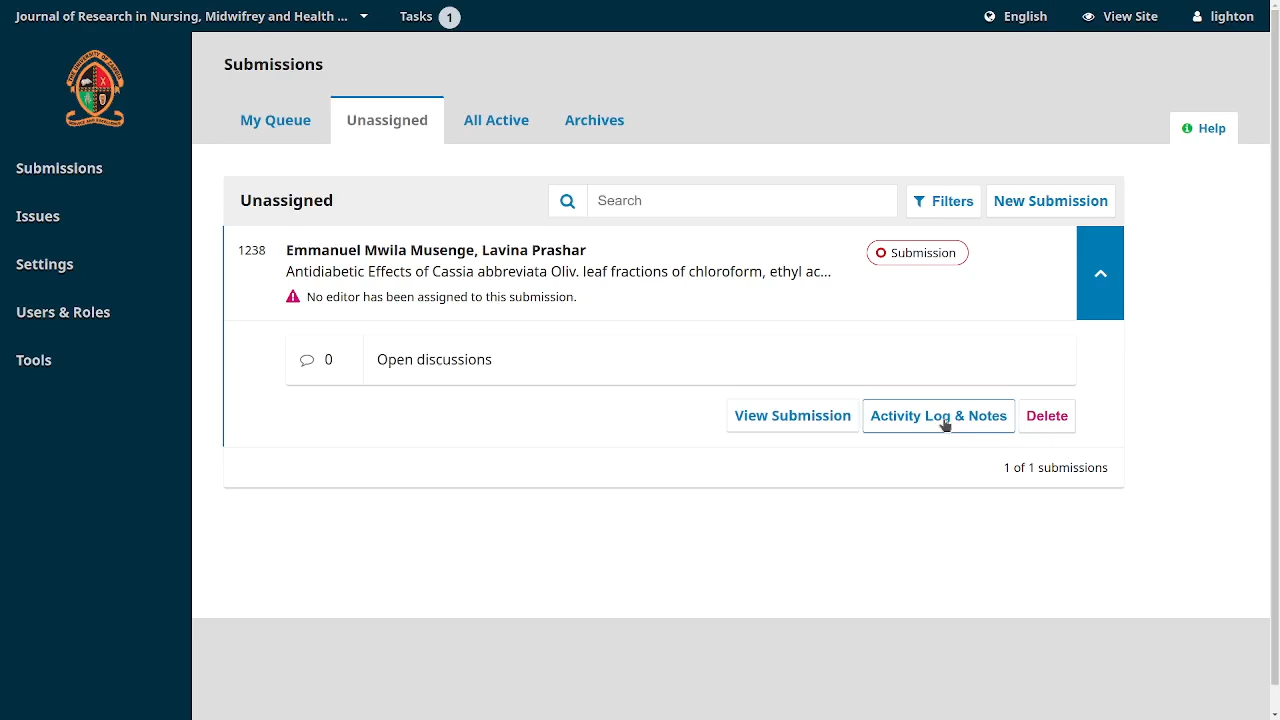 Journal of Research in Nursing, Midwifrey and Health ...
Tasks 1
English
View Site
lighton
Submissions
Issues
Settings
Users & Roles
Tools
Submissions
My Queue
Unassigned
All Active
Archives
Help
Unassigned
Search
Filters
New Submission
1238
Emmanuel Mwila Musenge, Lavina Prashar
Antidiabetic Effects of Cassia abbreviata Oliv. leaf fractions of chloroform, ethyl ac...
No editor has been assigned to this submission.
Submission
0 Open discussions
View Submission
Activity Log & Notes
Delete
1 of 1 submissions